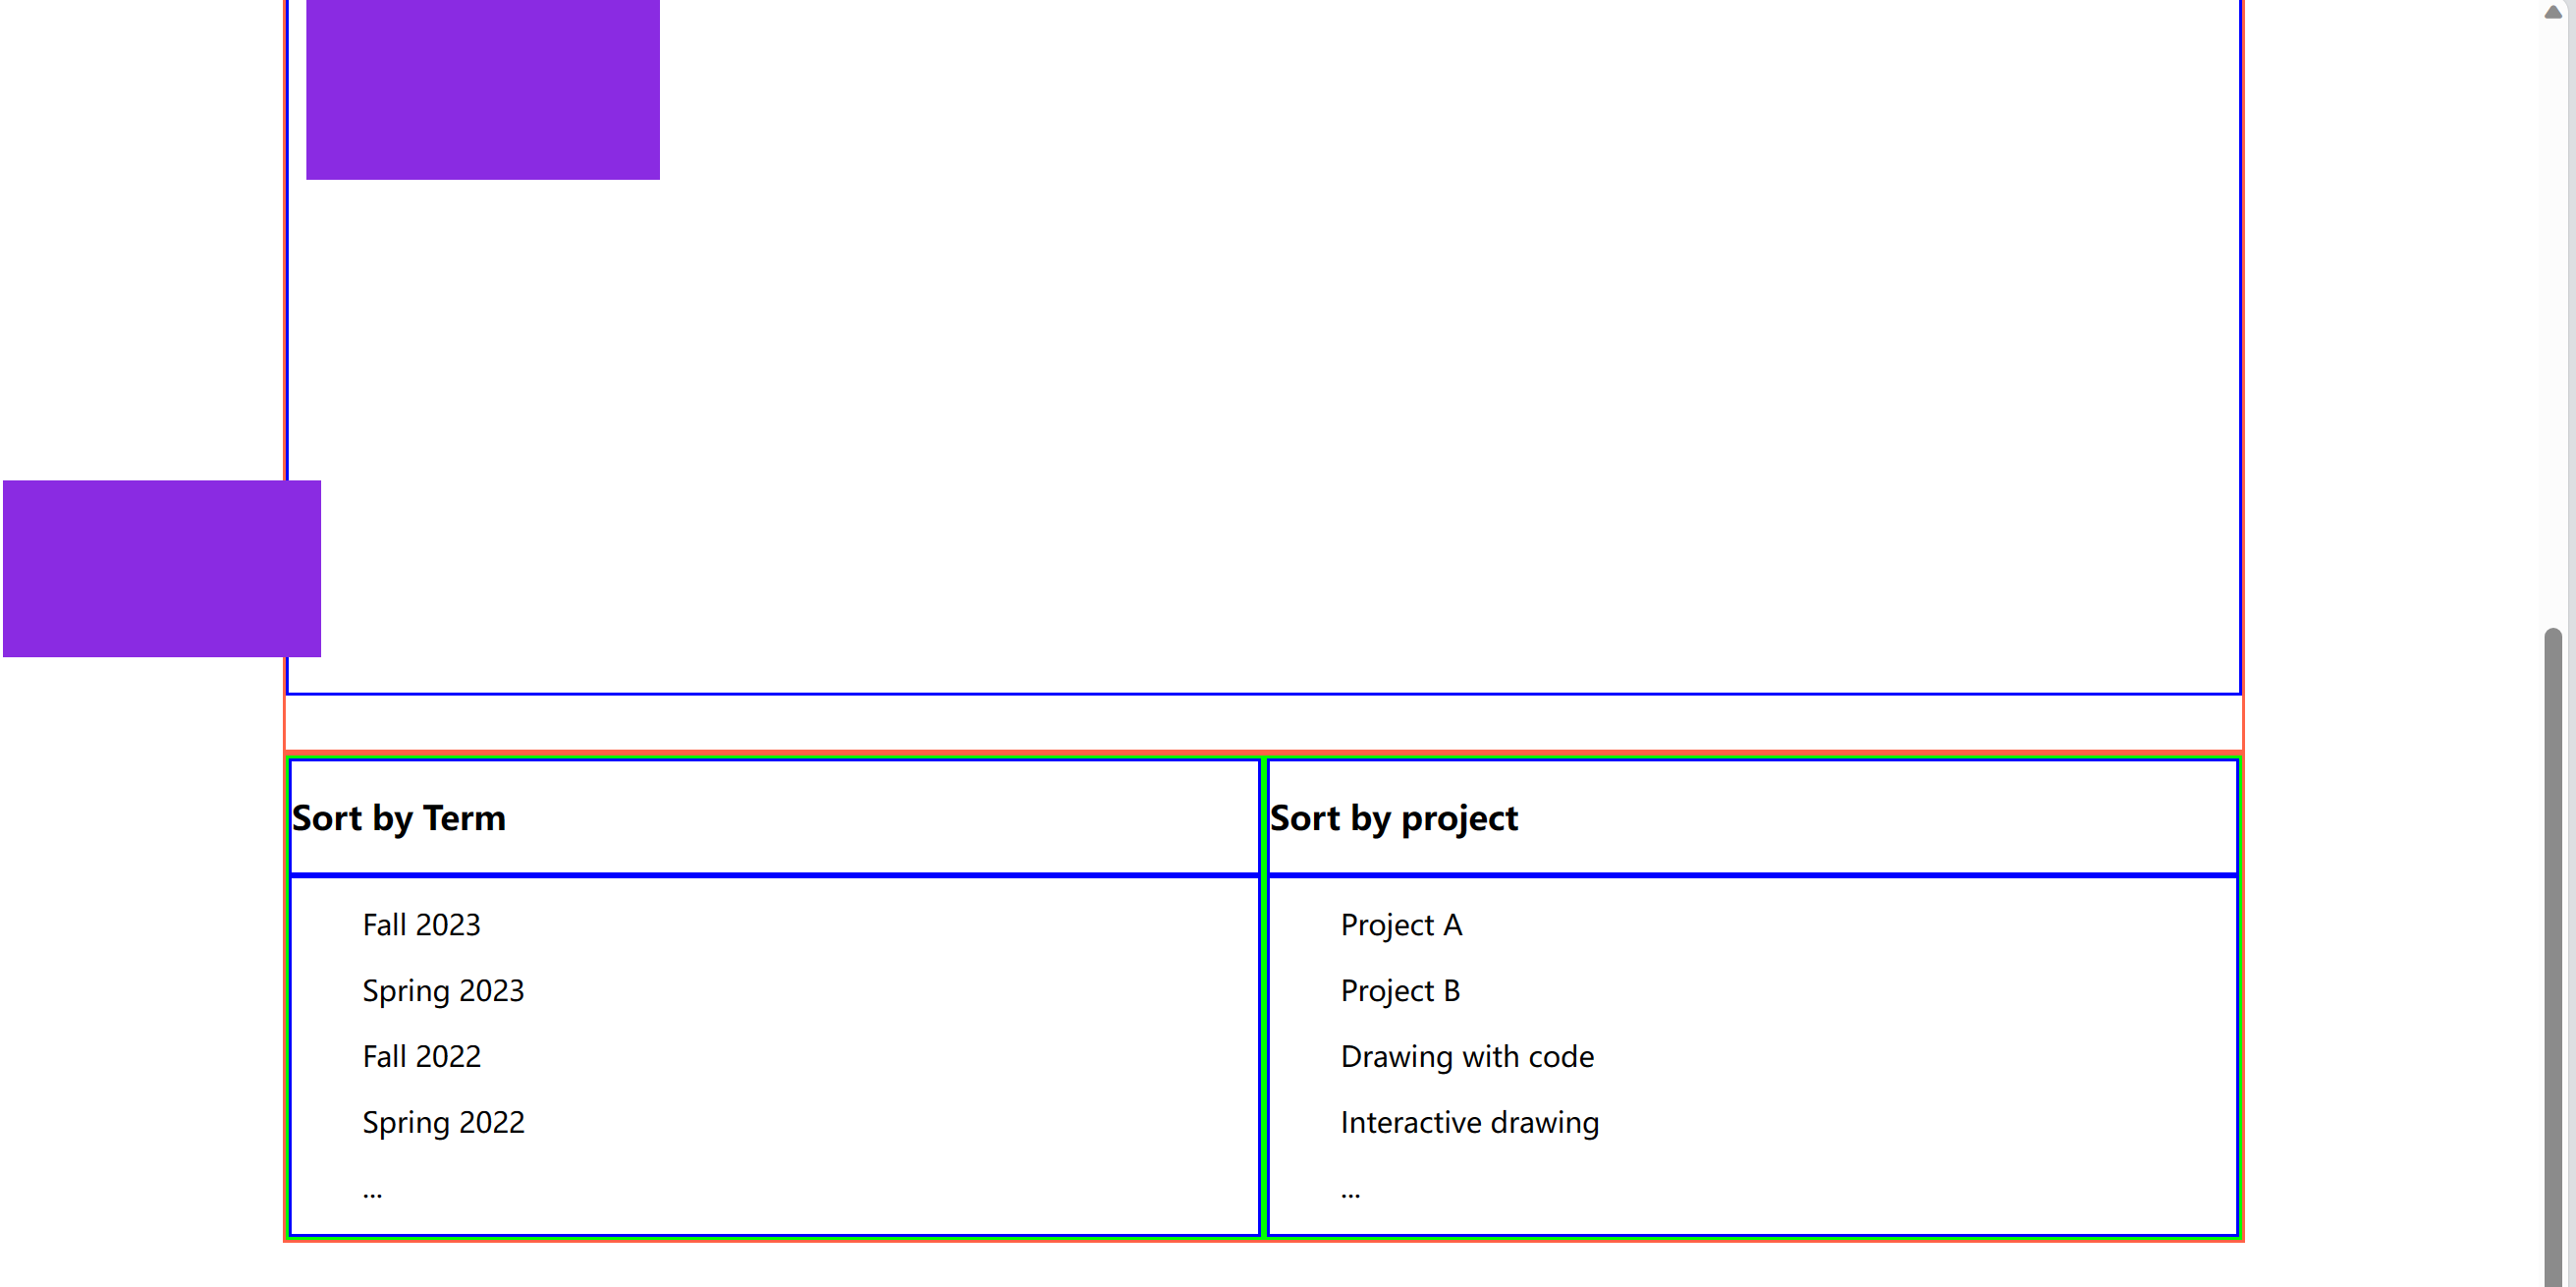 Sort by Term
Fall 2023
Spring 2023
Fall 2022
Spring 2022
...
Sort by project
Project A
Project B
Drawing with code
Interactive drawing
...